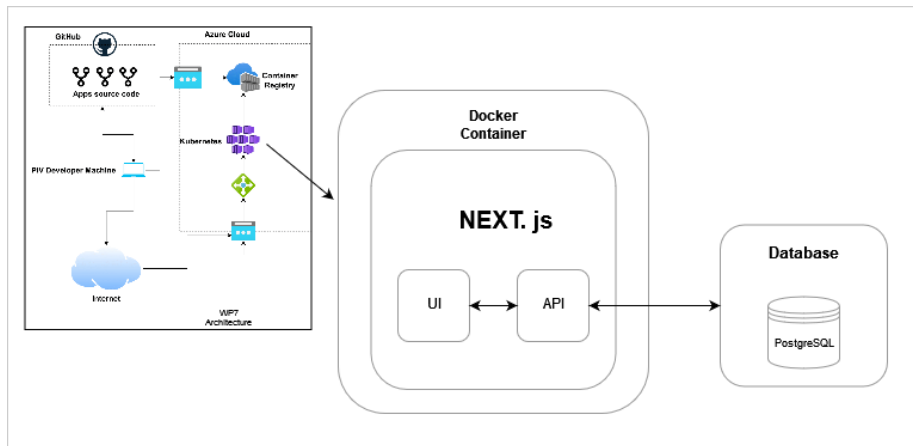 GitHub
Azure Cloud
Apps source code
Container
Registry
Kubernetes
PIV Developer Machine
Internet
WP7
Architecture
Docker
Container
NEXT. js
UI
API
Database
PostgreSQL